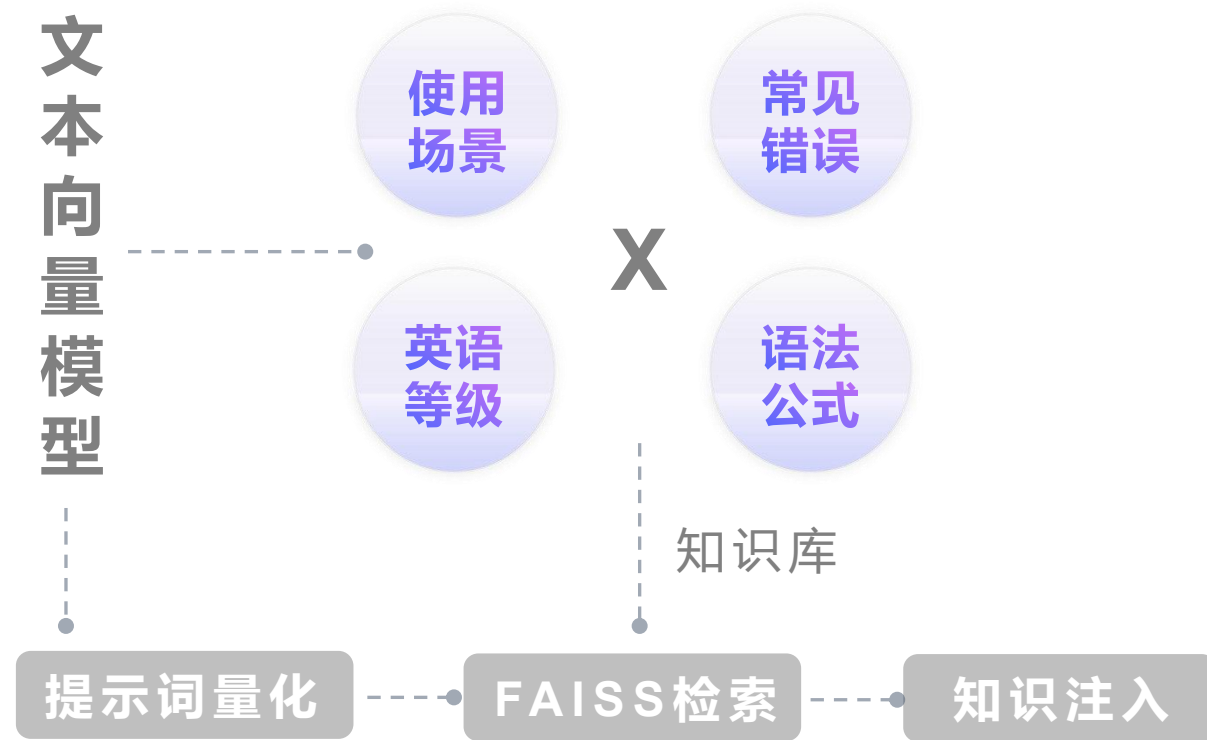 文本向量模型
使用
场景
常见
错误
X
英语
等级
语法
公式
知识库
提示词量化
FAISS检索
知识注入